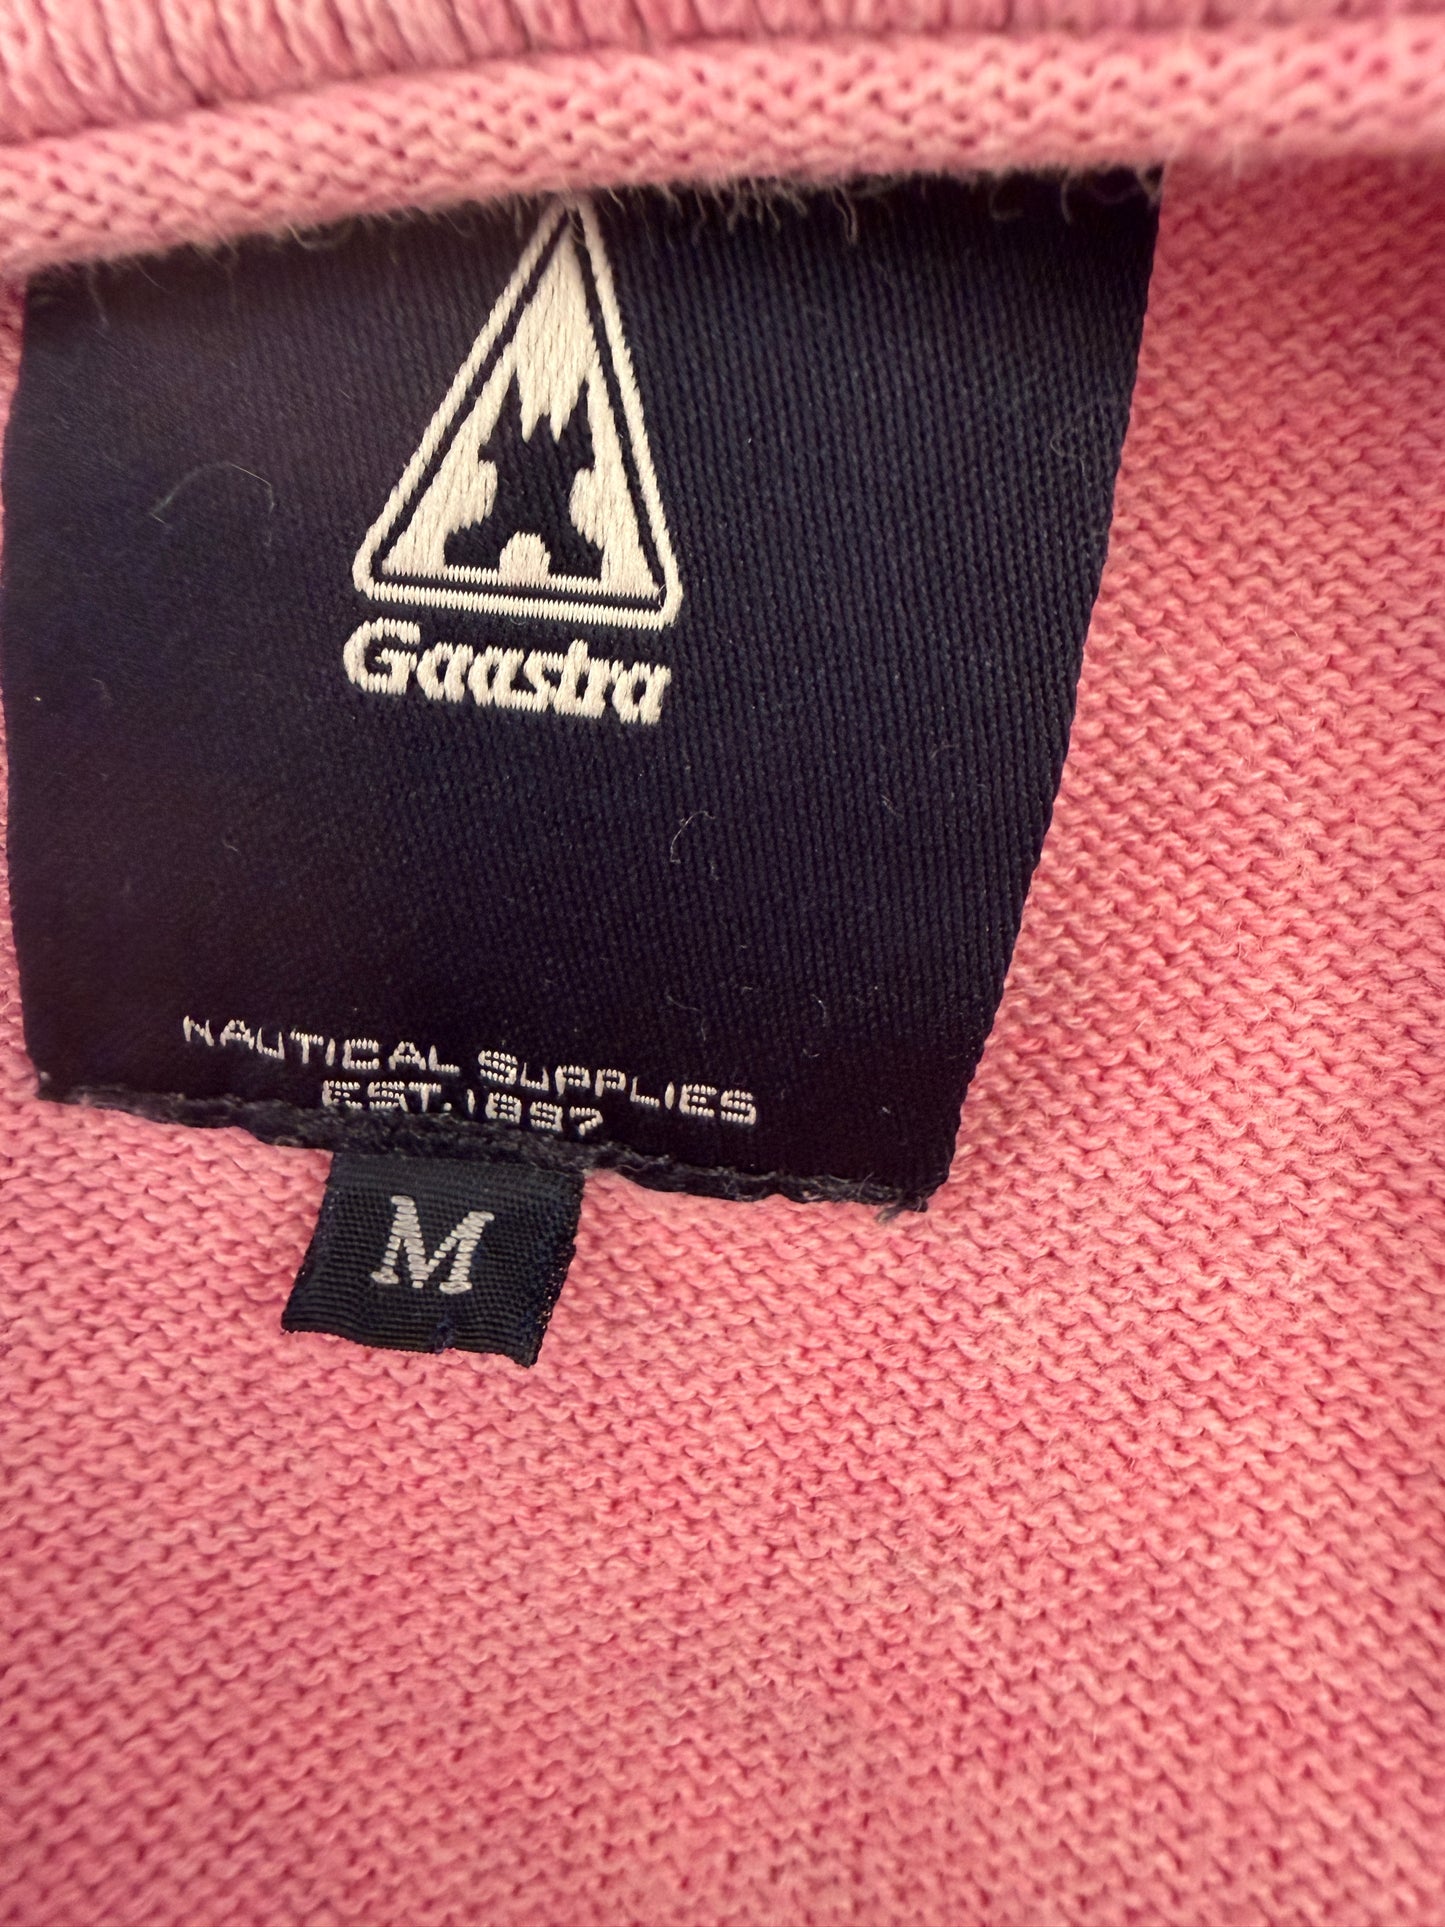 Gaastra
NAUTICAL SUPPLIES
EST. 1897
M